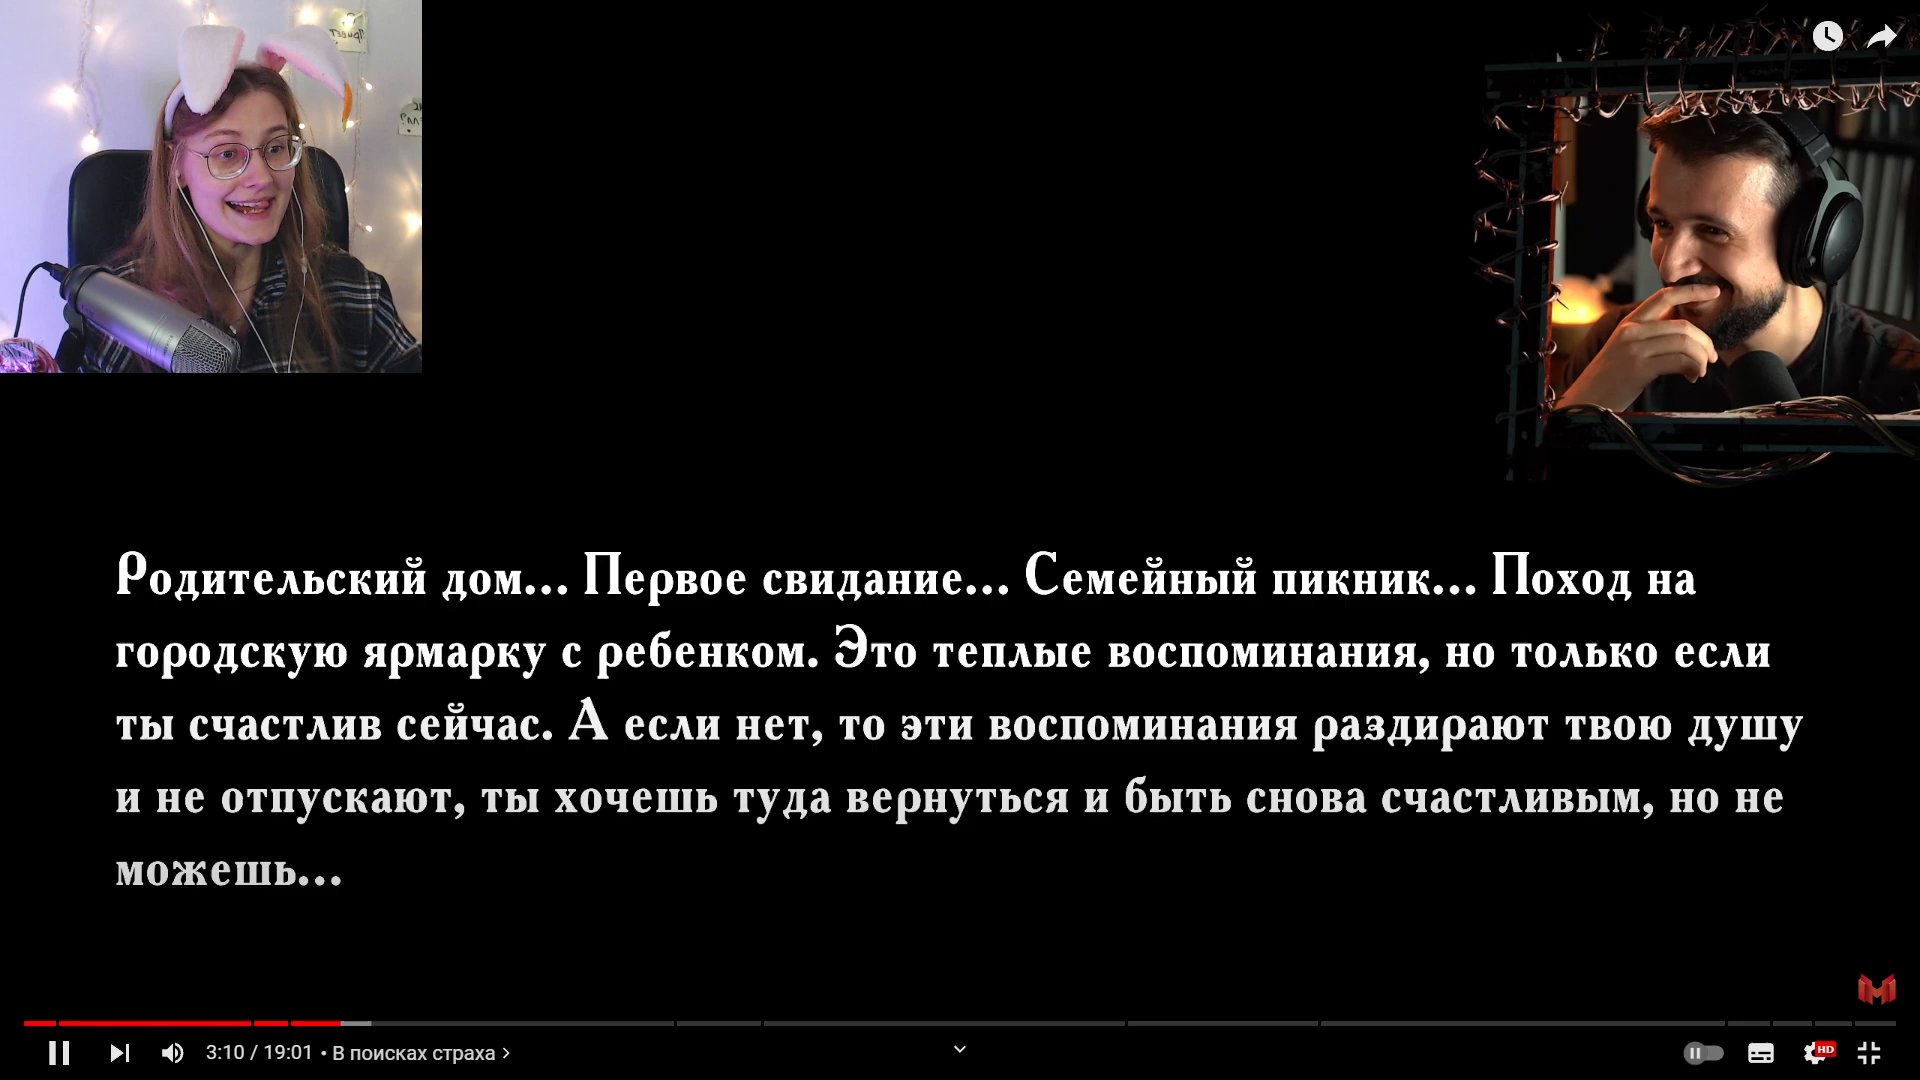 Привет
Родительский дом... Первое свидание... Семейный пикник... Поход на
городскую ярмарку с ребенком. Это теплые воспоминания, но только если
ты счастлив сейчас. А если нет, то эти воспоминания раздирают твою душу
и не отпускают, ты хочешь туда вернуться и быть снова счастливым, но не
можешь...
3:10 / 19:01 • В поисках страха ›
HD